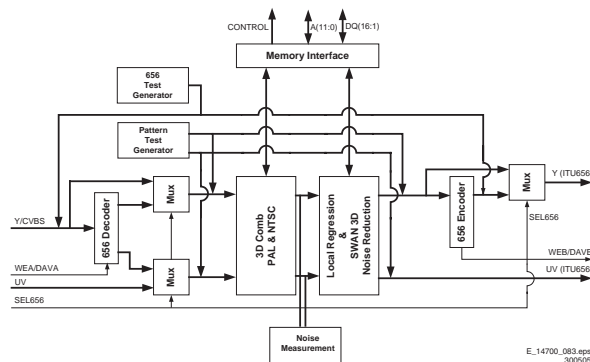 CONTROL
A(11:0)
DQ(16:1)
Memory Interface
656
Test
Generator
Pattern
Test
Generator
Mux
Mux
656 Decoder
3D Comb
PAL & NTSC
Local Regression
&
SWAN 3D
Noise Reduction
656 Encoder
Mux
Y (ITU656
SEL656
Y/CVBS
WEA/DAVA
UV
SEL656
WEB/DAVB
UV (ITU656
Noise
Measurement
E_14700_083.eps
300505